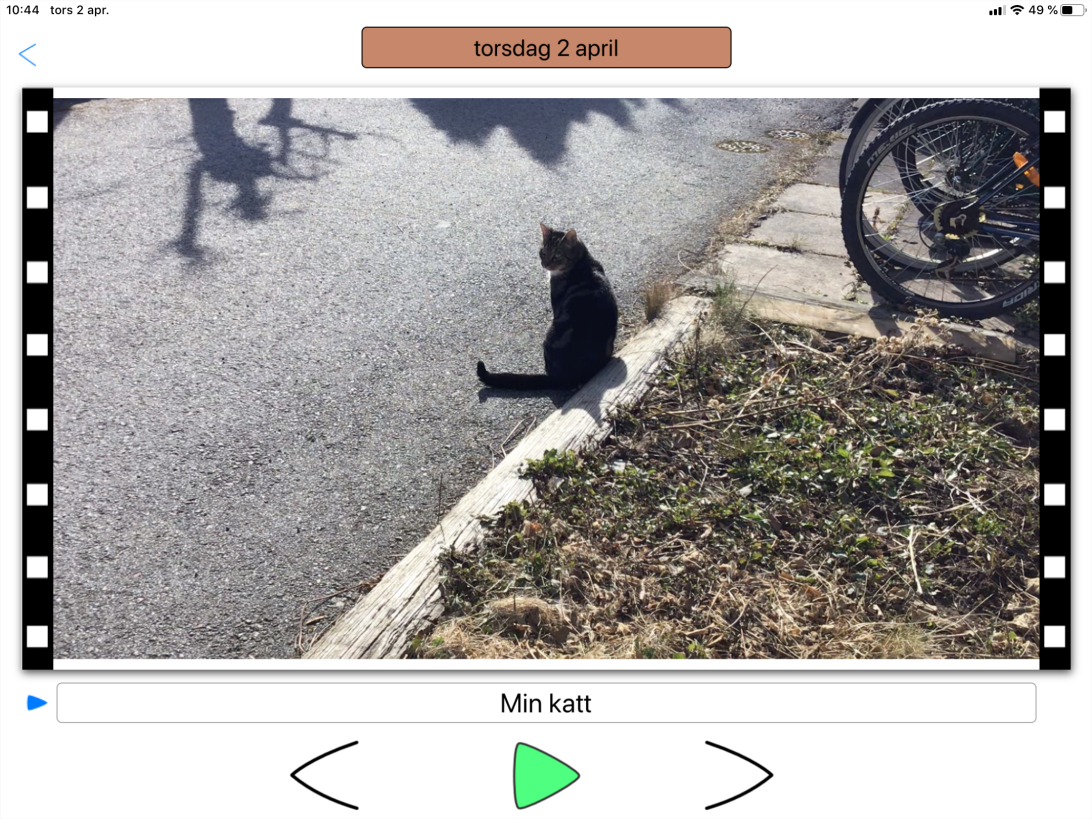 10:44 tors 2 apr.
49 %
torsdag 2 april
Min katt